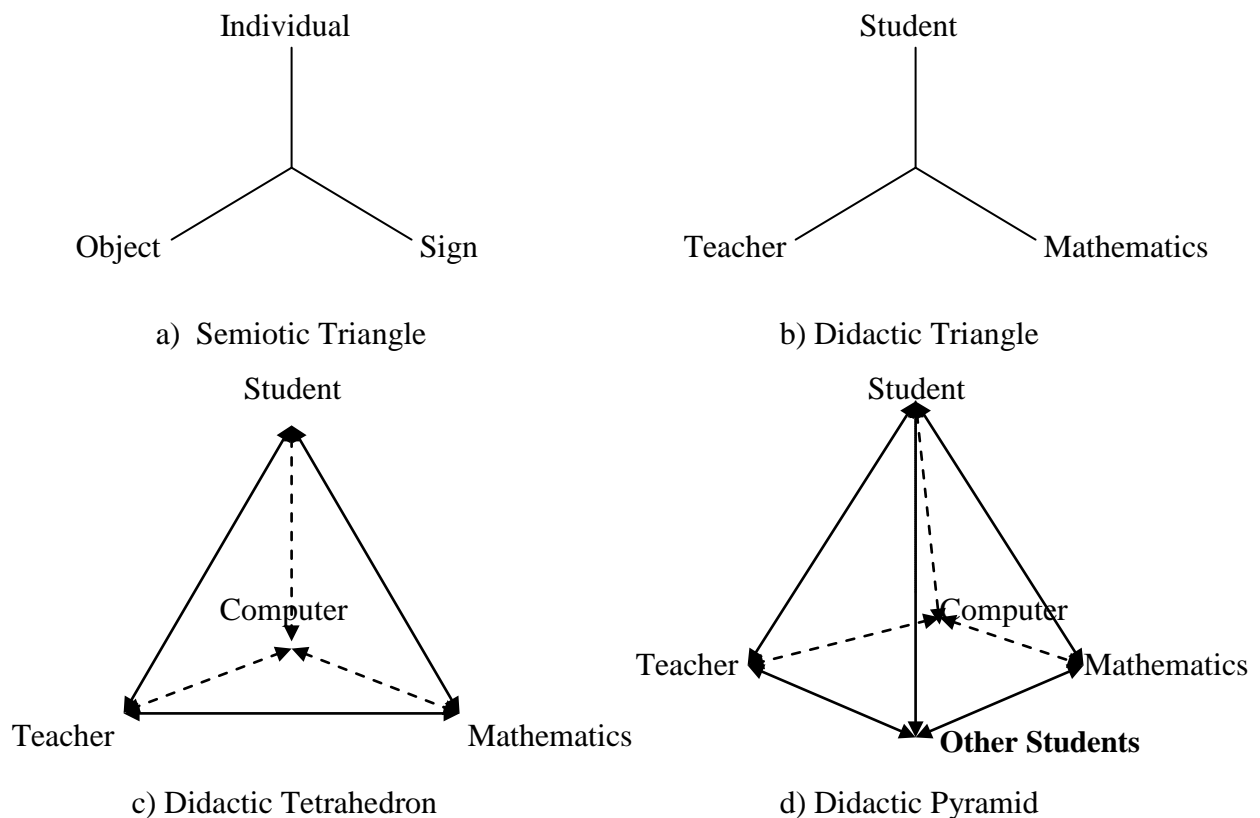 Individual
Student
Object
Sign
Teacher
Mathematics
a) Semiotic Triangle
b) Didactic Triangle
Student
Student
Computer
Computer
Teacher
Mathematics
Teacher
Mathematics
Other Students
c) Didactic Tetrahedron
d) Didactic Pyramid